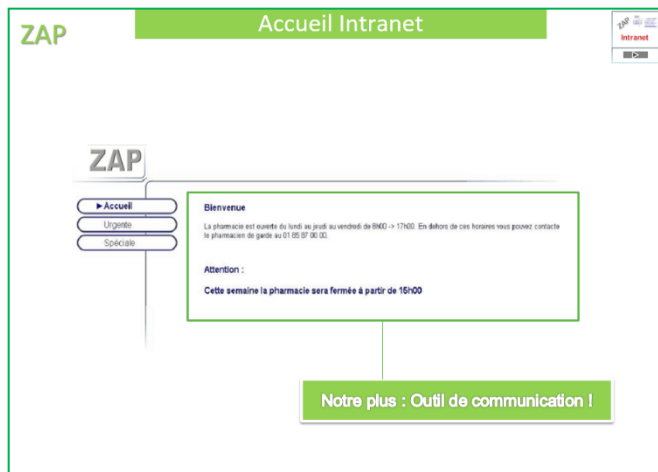 ZAP
Accueil Intranet
ZAP
Intranet
ZAP
► Accueil
Urgente
Spéciale
Bienvenue
La pharmacie est ouverte du lundi au jeudi au vendredi de 8h00 -> 17h00. En dehors de ces horaires vous pouvez contacte
le pharmacien de garde au 01 65 87 00 00.
Attention :
Cette semaine la pharmacie sera fermée à partir de 16h00
Notre plus : Outil de communication !